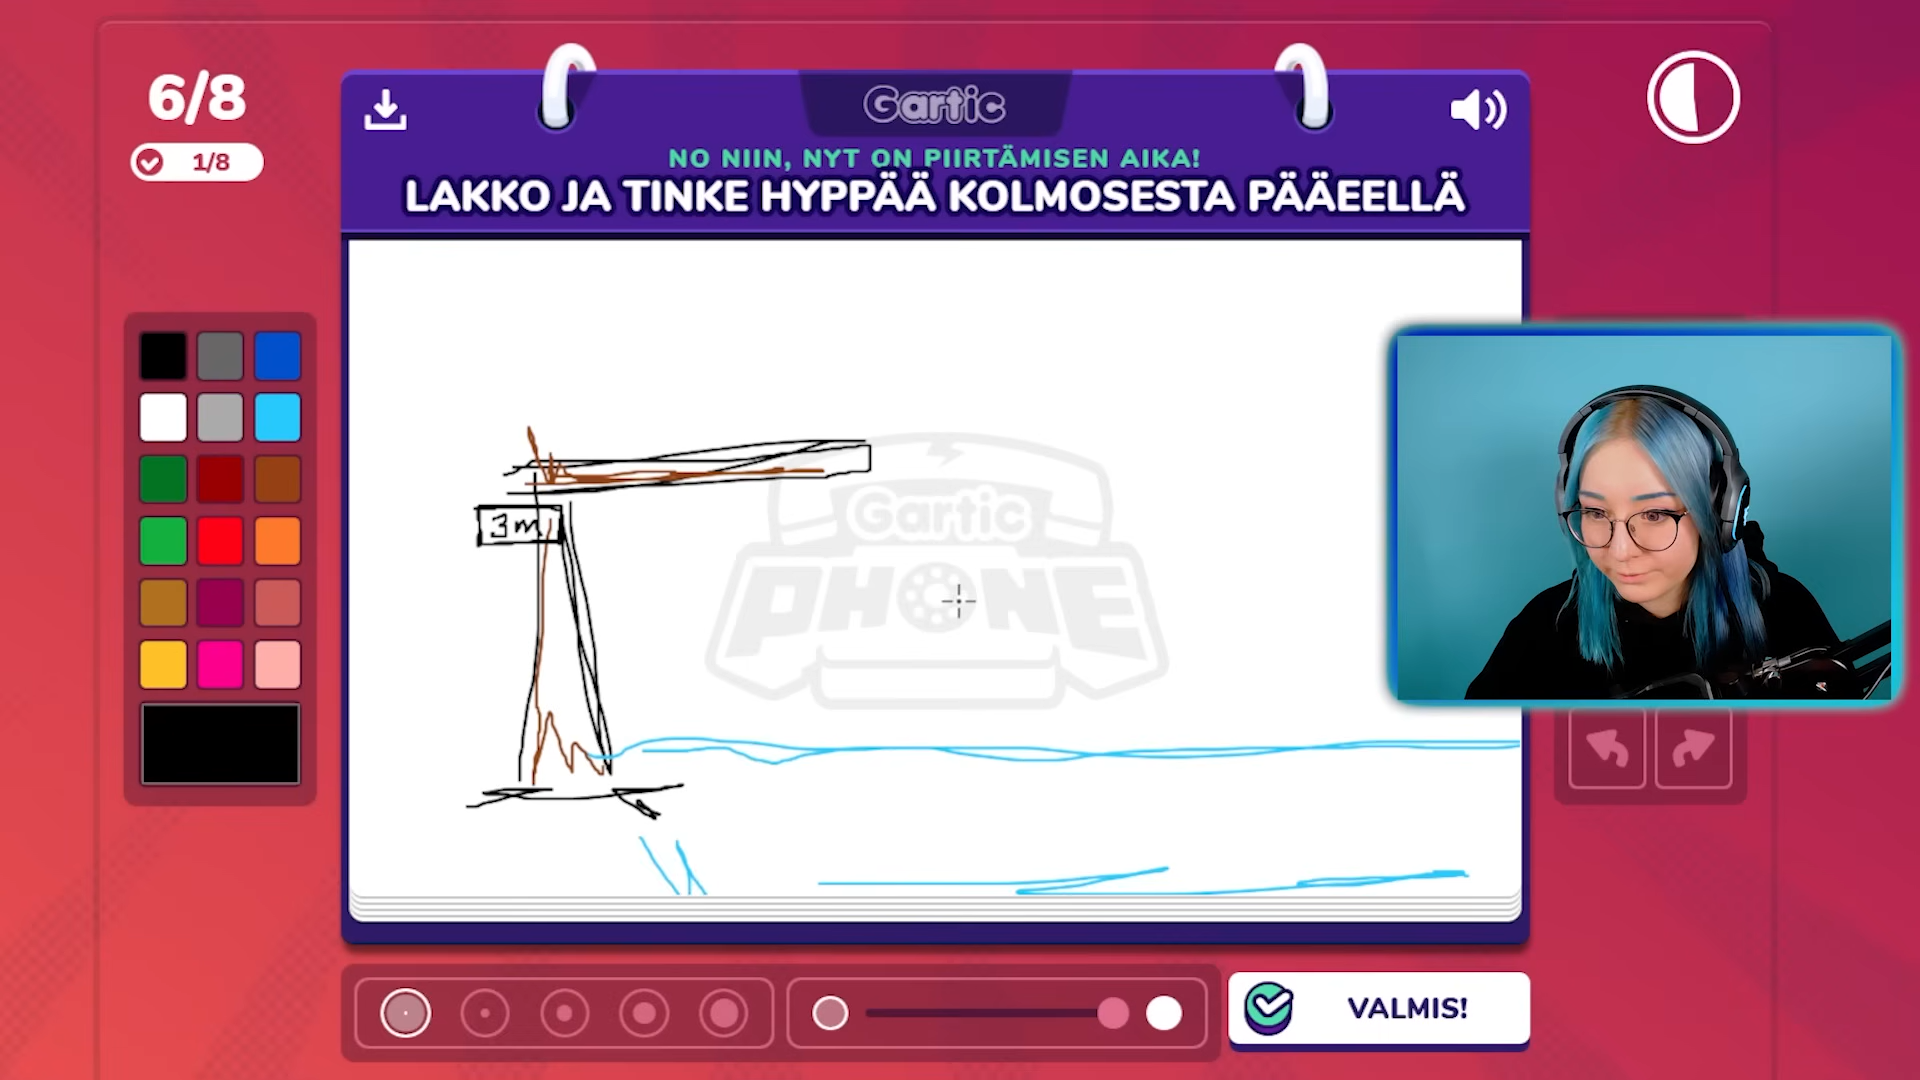 6/8
1/8
Gartic
NO NIIN, NYT ON PIIRTÄMISEN AIKA!
LAKKO JA TINKE HYPPÄÄ KOLMOSESTA PÄÄEELLÄ
3m
Gartic
PHONE
VALMIS!